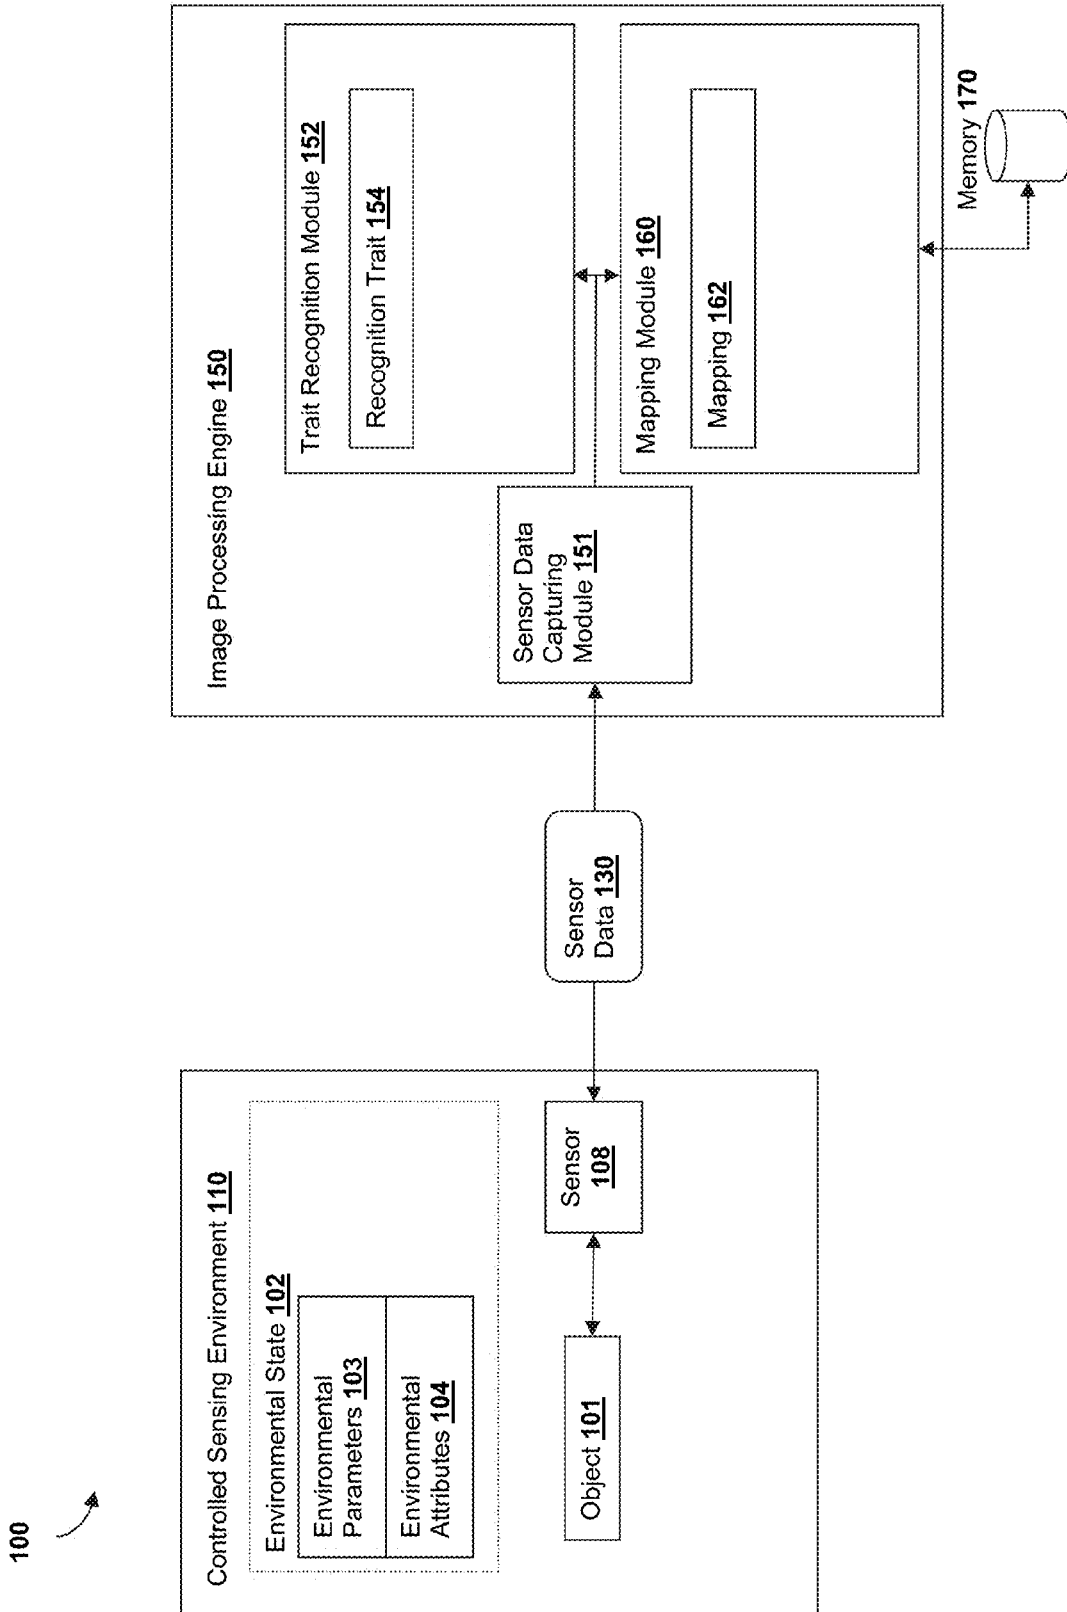 100
Controlled Sensing Environment 110
Environmental State 102
Environmental
Parameters 103
Environmental
Attributes 104
Object 101
Sensor
108
Sensor
Data 130
Image Processing Engine 150
Sensor Data
Capturing
Module 151
Trait Recognition Module 152
Recognition Trait 154
Mapping Module 160
Mapping 162
Memory 170